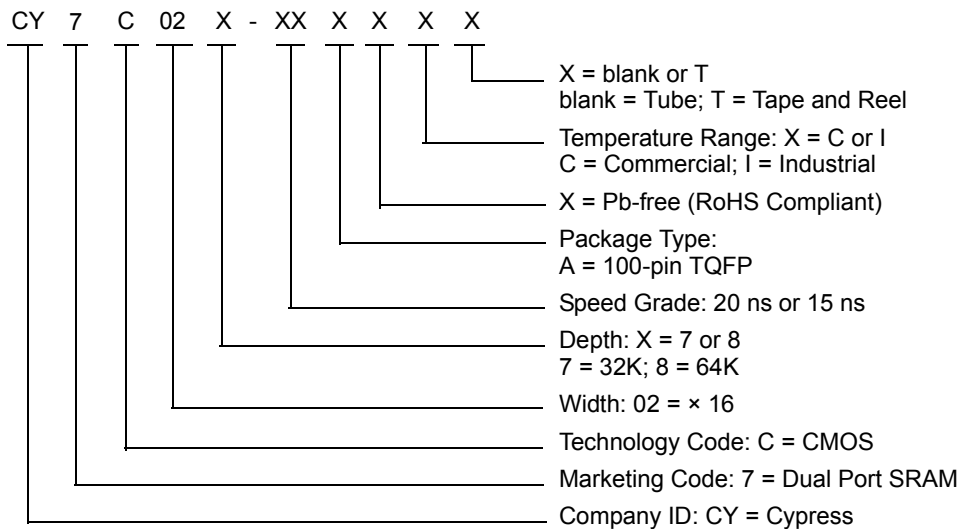 CY 7 C 02 X - XX X X X X
X = blank or T
blank = Tube; T = Tape and Reel
Temperature Range: X = C or I
C = Commercial; I = Industrial
X = Pb-free (RoHS Compliant)
Package Type:
A = 100-pin TQFP
Speed Grade: 20 ns or 15 ns
Depth: X = 7 or 8
7 = 32K; 8 = 64K
Width: 02 = × 16
Technology Code: C = CMOS
Marketing Code: 7 = Dual Port SRAM
Company ID: CY = Cypress